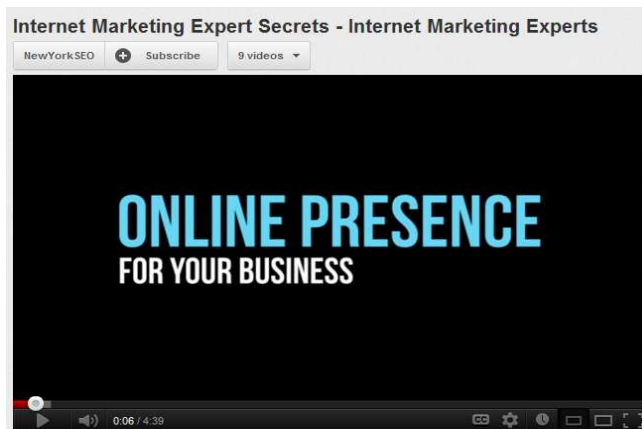 Internet Marketing Expert Secrets - Internet Marketing Experts
NewYorkSEO Subscribe 9 videos
ONLINE PRESENCE
FOR YOUR BUSINESS
0:06 / 4:39 CC